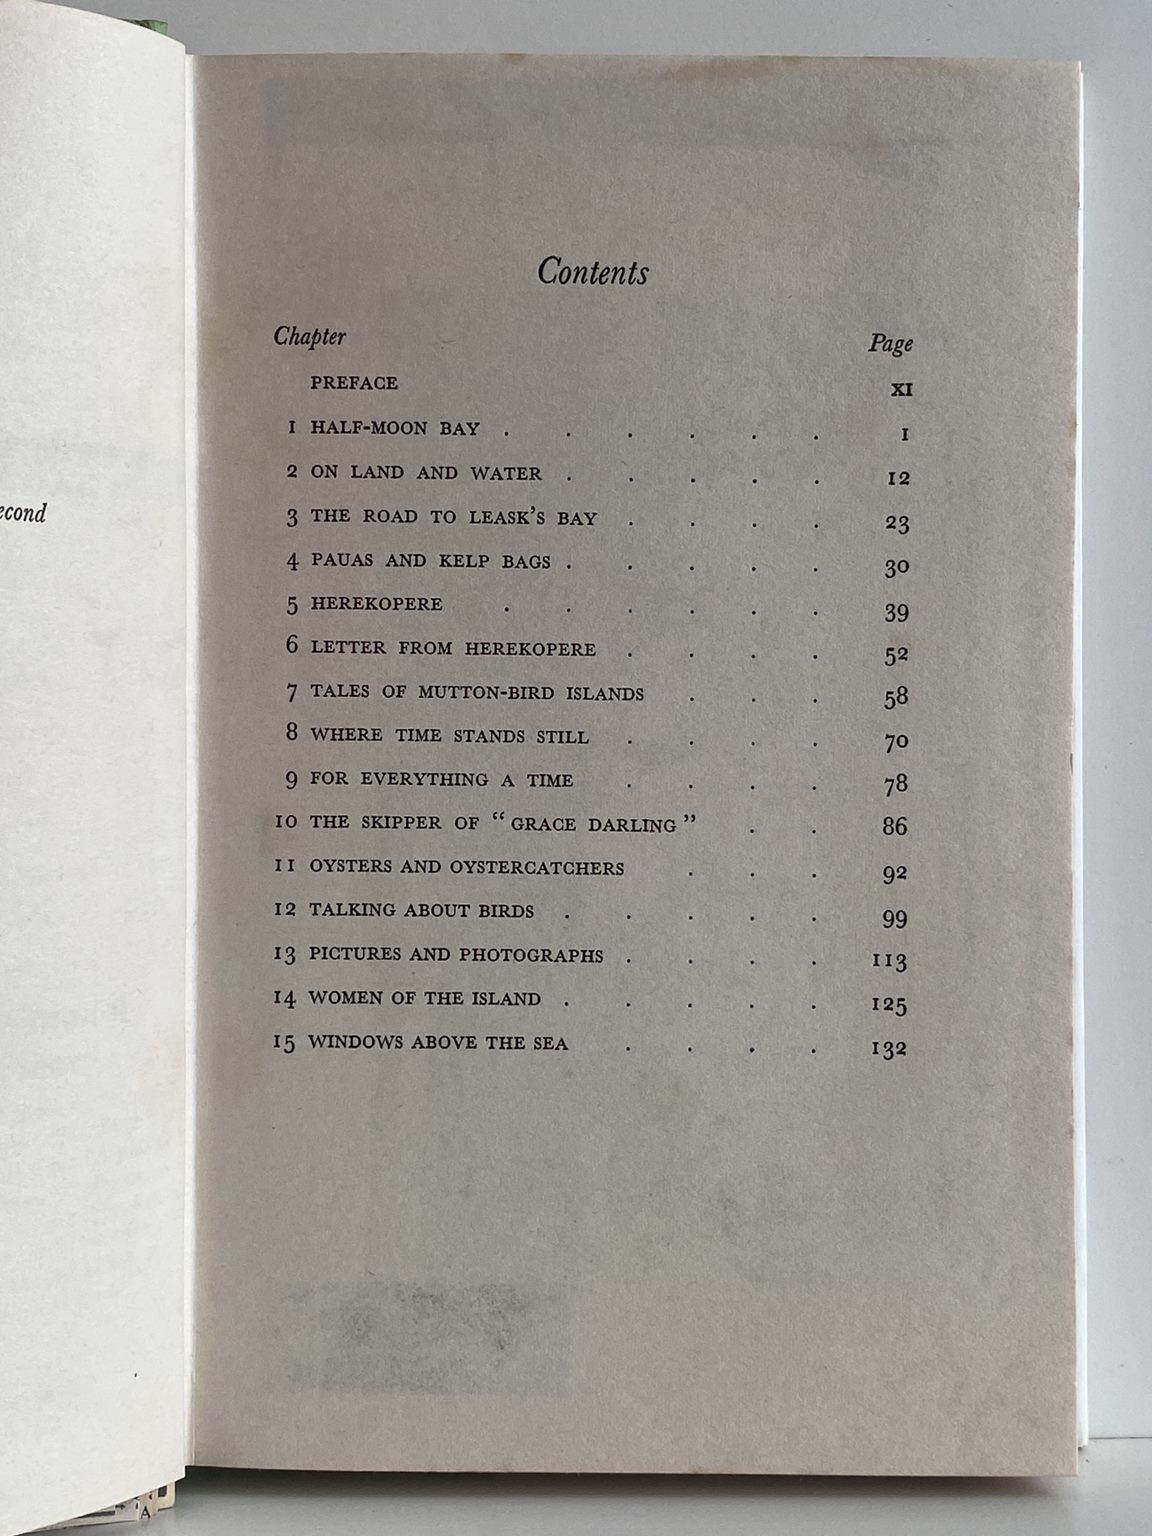 econd
Contents
Chapter Page
PREFACE XI
1 HALF-MOON BAY . . . . . . 1
2 ON LAND AND WATER . . . . . 12
3 THE ROAD TO LEASK'S BAY . . . . 23
4 PAUAS AND KELP BAGS . . . . . 30
5 HEREKOPERE . . . . . . 39
6 LETTER FROM HEREKOPERE . . . . 52
7 TALES OF MUTTON-BIRD ISLANDS . . . 58
8 WHERE TIME STANDS STILL . . . . 70
9 FOR EVERYTHING A TIME . . . . 78
10 THE SKIPPER OF “GRACE DARLING” . . 86
11 OYSTERS AND OYSTERCATCHERS . . . 92
12 TALKING ABOUT BIRDS . . . . . 99
13 PICTURES AND PHOTOGRAPHS . . . . 113
14 WOMEN OF THE ISLAND . . . . . 125
15 WINDOWS ABOVE THE SEA . . . . 132
A